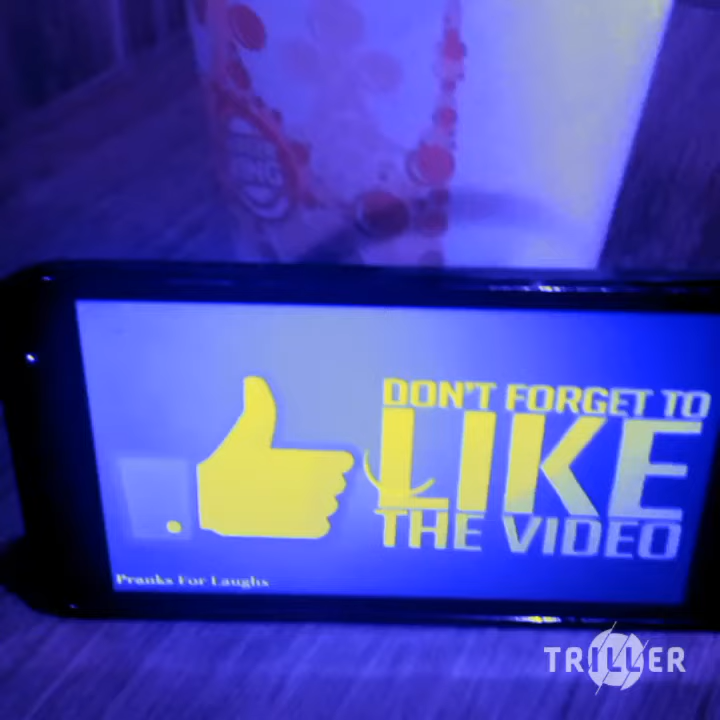 DON'T FORGET TO
LIKE
THE VIDEO
Pranks For Laughs
TRILLER